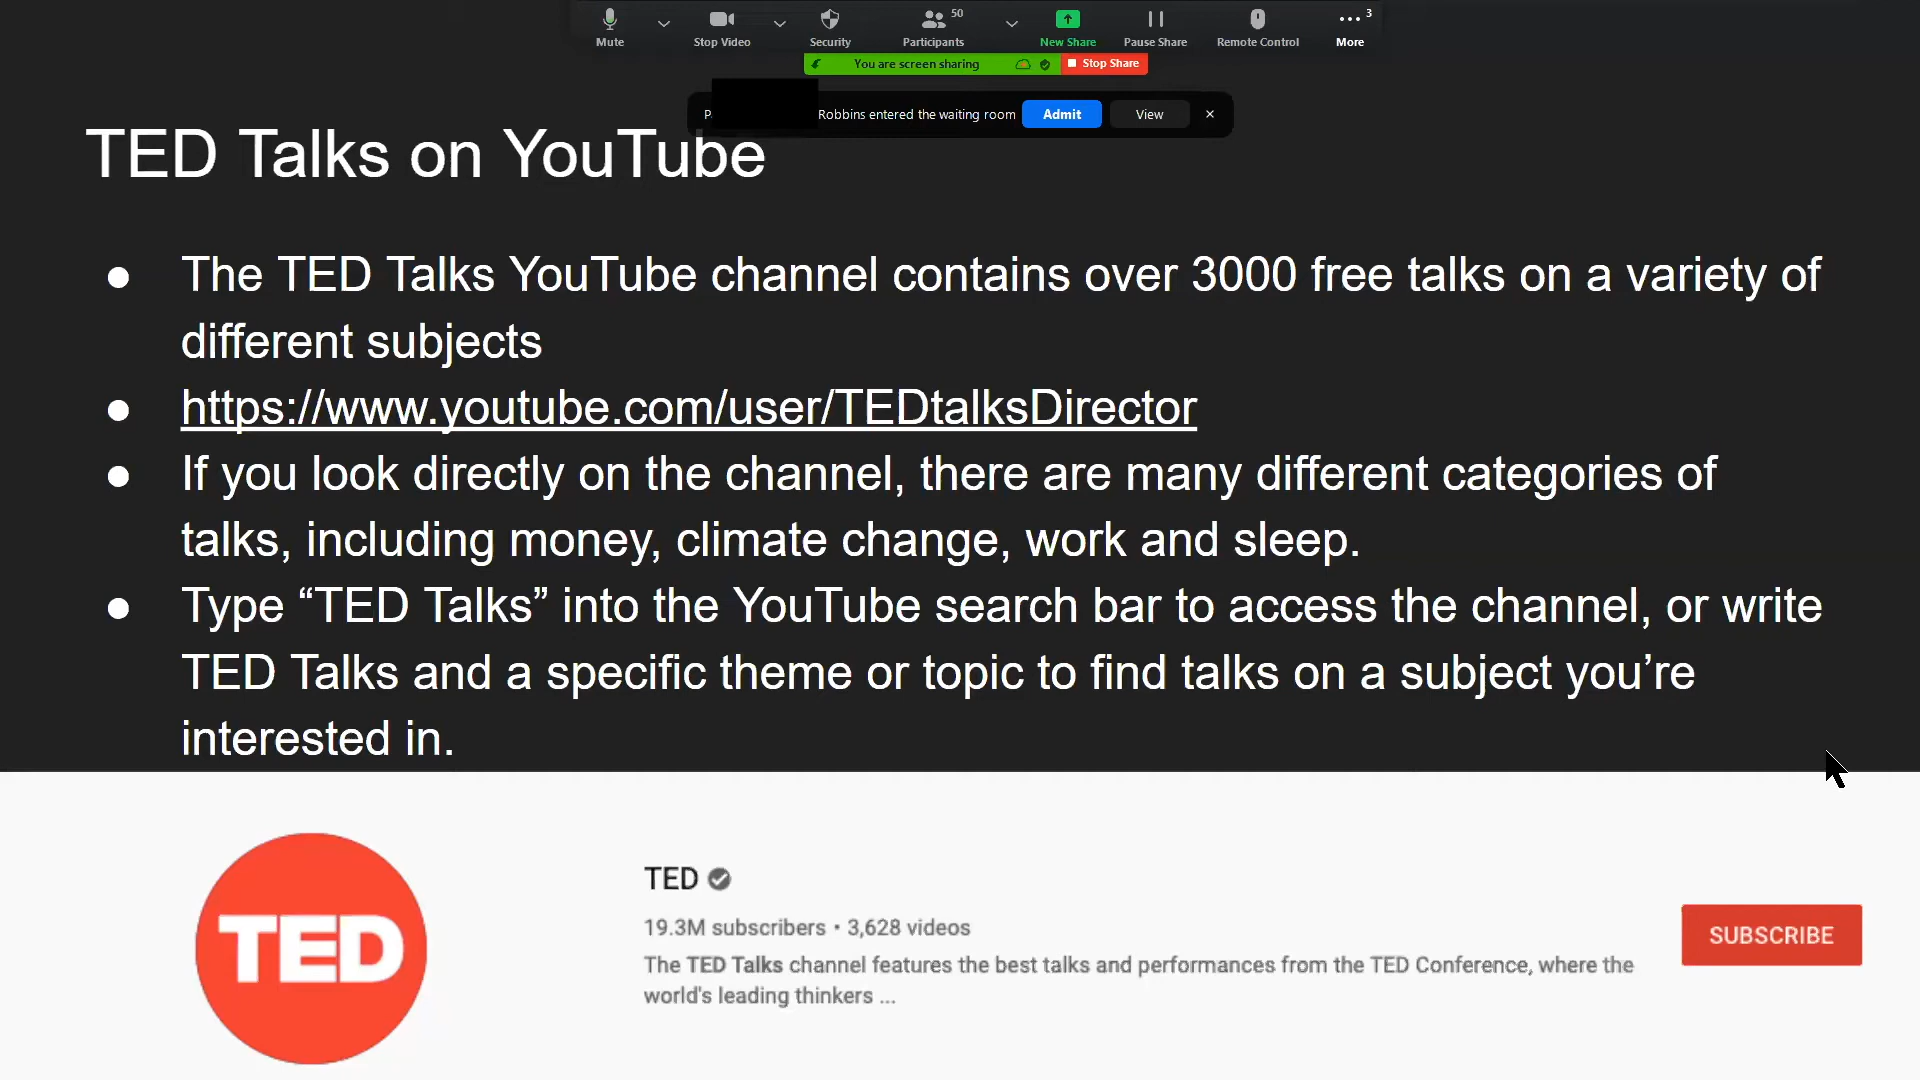 50
3
Mute
Stop Video
Security
Participants
New Share
Pause Share
Remote Control
More
You are screen sharing
Stop Share
Robbins entered the waiting room
Admit
View
TED Talks on YouTube
● The TED Talks YouTube channel contains over 3000 free talks on a variety of
different subjects
● https://www.youtube.com/user/TEDtalksDirector
● If you look directly on the channel, there are many different categories of
talks, including money, climate change, work and sleep.
● Type “TED Talks” into the YouTube search bar to access the channel, or write
TED Talks and a specific theme or topic to find talks on a subject you’re
interested in.
TED
TED
19.3M subscribers • 3,628 videos
The TED Talks channel features the best talks and performances from the TED Conference, where the
world's leading thinkers ...
SUBSCRIBE